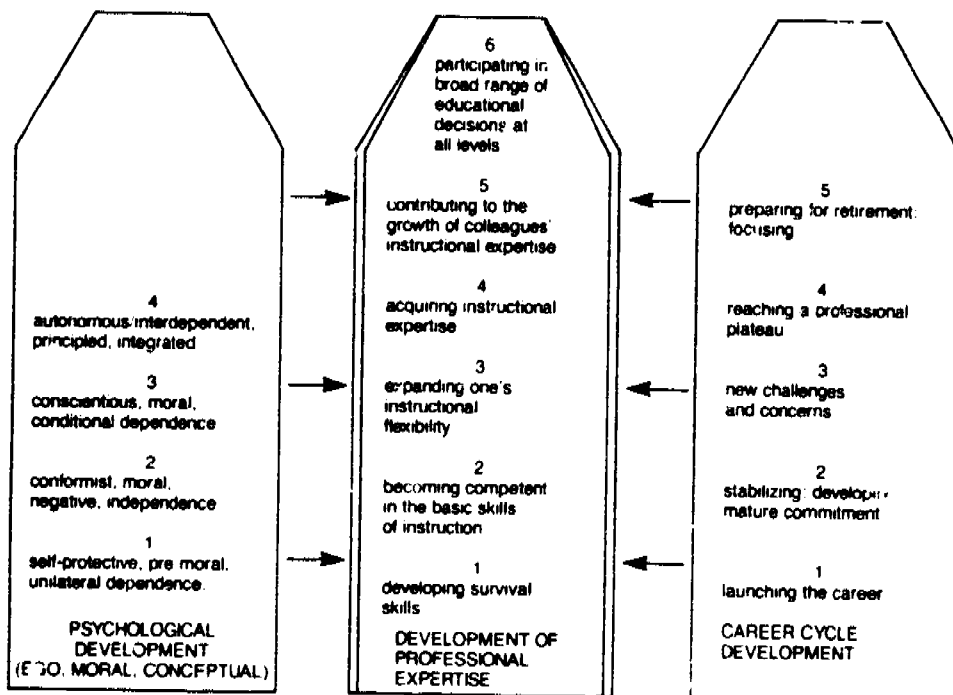 4
autonomous/interdependent,
principled, integrated
3
conscientious, moral,
conditional dependence
2
conformist, moral,
negative, independence
1
self-protective, pre moral,
unilateral dependence.
PSYCHOLOGICAL
DEVELOPMENT
(EGO, MORAL, CONCEPTUAL)
6
participating in
broad range of
educational
decisions at
all levels
5
contributing to the
growth of colleagues'
instructional expertise
4
acquiring instructional
expertise
3
expanding one's
instructional
flexibility
2
becoming competent
in the basic skills
of instruction
1
developing survival
skills
DEVELOPMENT OF
PROFESSIONAL
EXPERTISE
5
preparing for retirement:
focusing
4
reaching a professional
plateau
3
new challenges
and concerns
2
stabilizing:
mature commitment
1
launching the career
CAREER CYCLE
DEVELOPMENT